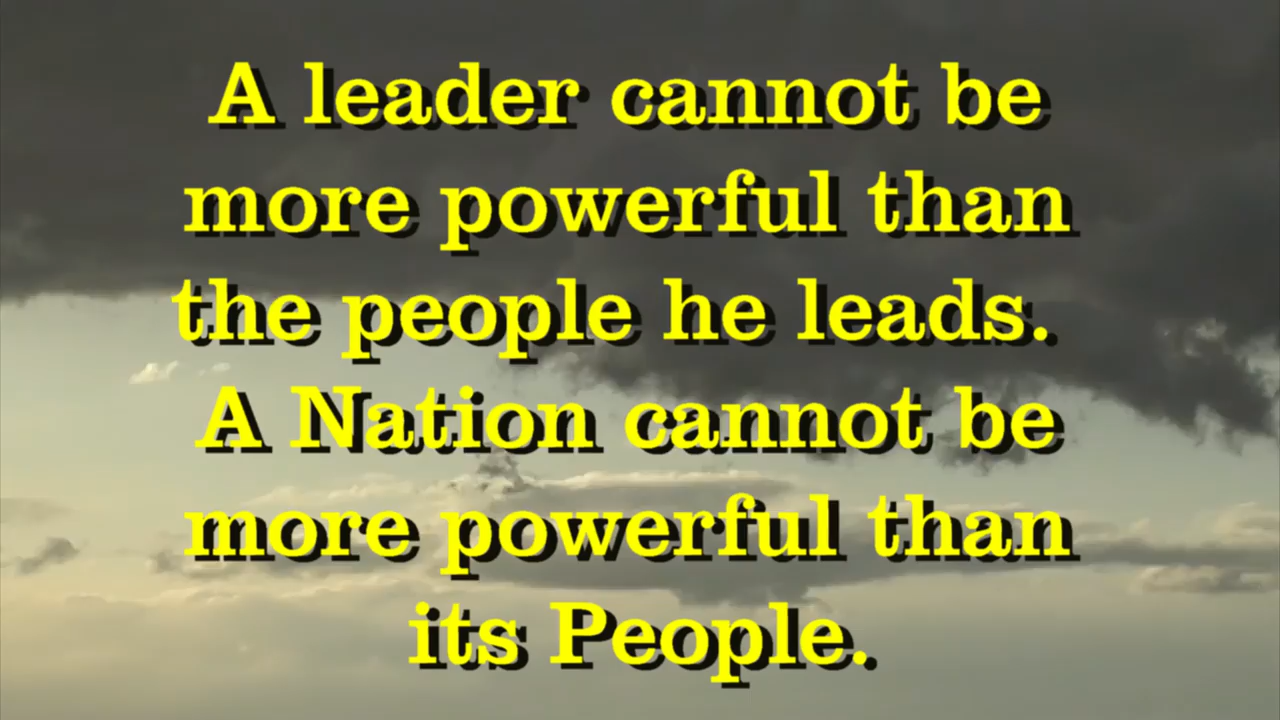 A leader cannot be
more powerful than
the people he leads.
A Nation cannot be
more powerful than
its People.